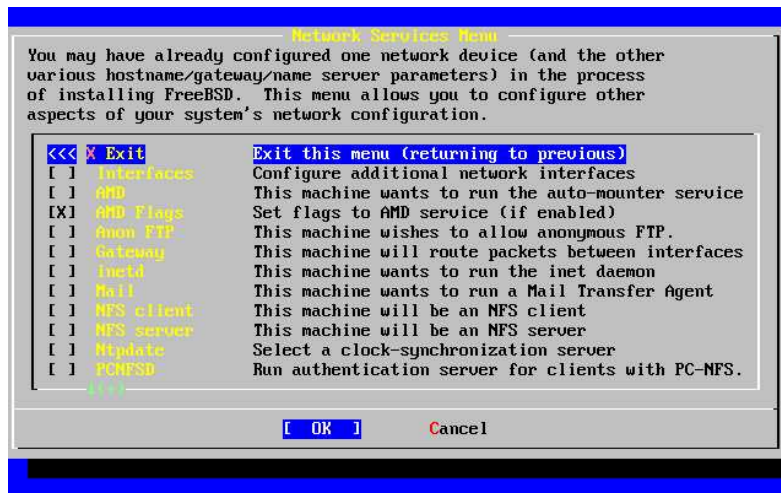 Network Services Menu
You may have already configured one network device (and the other
various hostname/gateway/name server parameters) in the process
of installing FreeBSD.  This menu allows you to configure other
aspects of your system's network configuration.
<<< X Exit Exit this menu (returning to previous)
[ ] Interfaces Configure additional network interfaces
[ ] AMD This machine wants to run the auto-mounter service
[X] AMD Flags Set flags to AMD service (if enabled)
[ ] Anon FTP This machine wishes to allow anonymous FTP.
[ ] Gateway This machine will route packets between interfaces
[ ] inetd This machine wants to run the inet daemon
[ ] Mail This machine wants to run a Mail Transfer Agent
[ ] NFS client This machine will be an NFS client
[ ] NFS server This machine will be an NFS server
[ ] Ntpdate Select a clock-synchronization server
[ ] PCNFSD Run authentication server for clients with PC-NFS.
↓(+)
[ OK ] Cancel